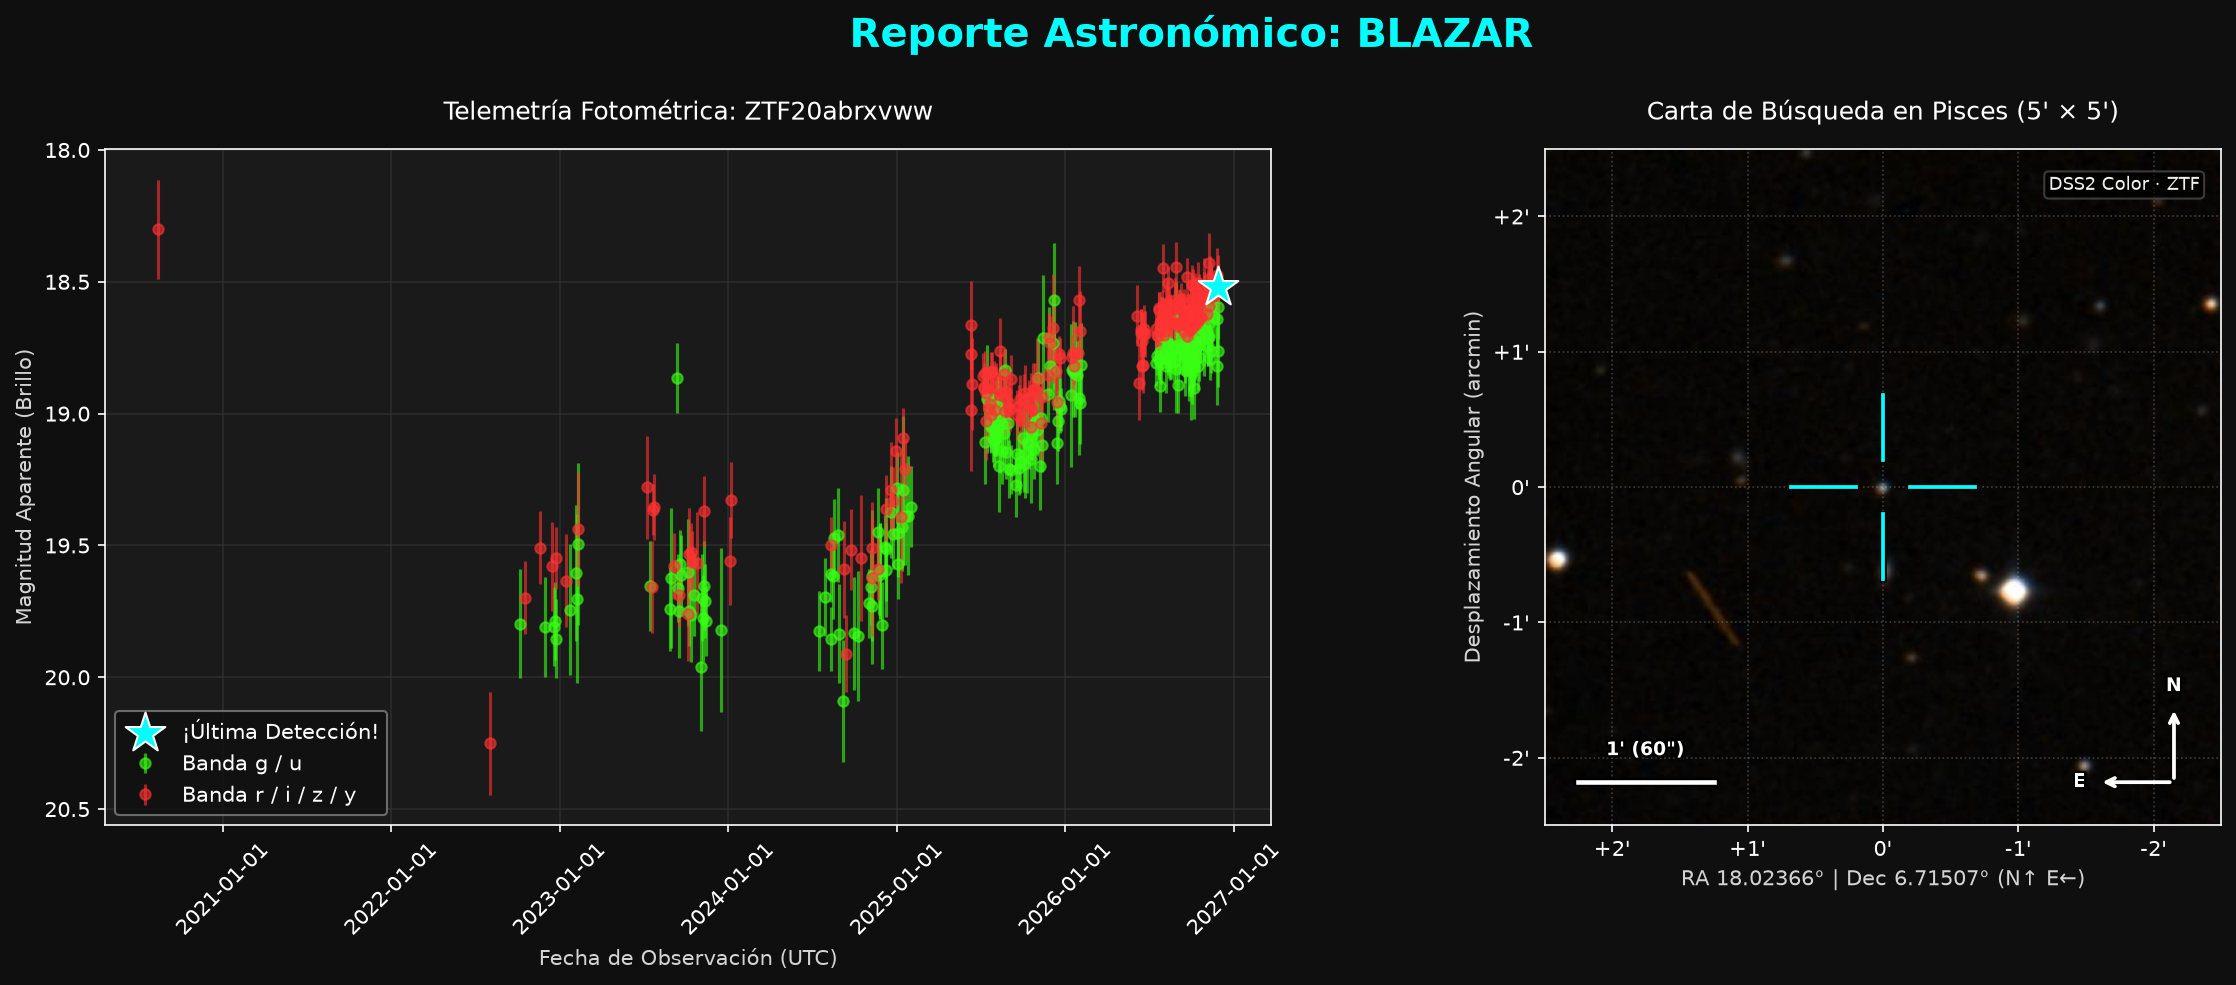 Reporte Astronómico: BLAZAR
Telemetría Fotométrica: ZTF20abrxvww
Magnitud Aparente (Brillo)
18.0
18.5
19.0
19.5
20.0
20.5
¡Última Detección!
Banda g / u
Banda r / i / z / y
2021-01-01
2022-01-01
2023-01-01
2024-01-01
2025-01-01
2026-01-01
2027-01-01
Fecha de Observación (UTC)
Carta de Búsqueda en Pisces (5' × 5')
DSS2 Color · ZTF
Desplazamiento Angular (arcmin)
+2'
+1'
0'
-1'
-2'
1' (60")
N
E
+2'
+1'
0'
-1'
-2'
RA 18.02366° | Dec 6.71507° (N↑ E←)